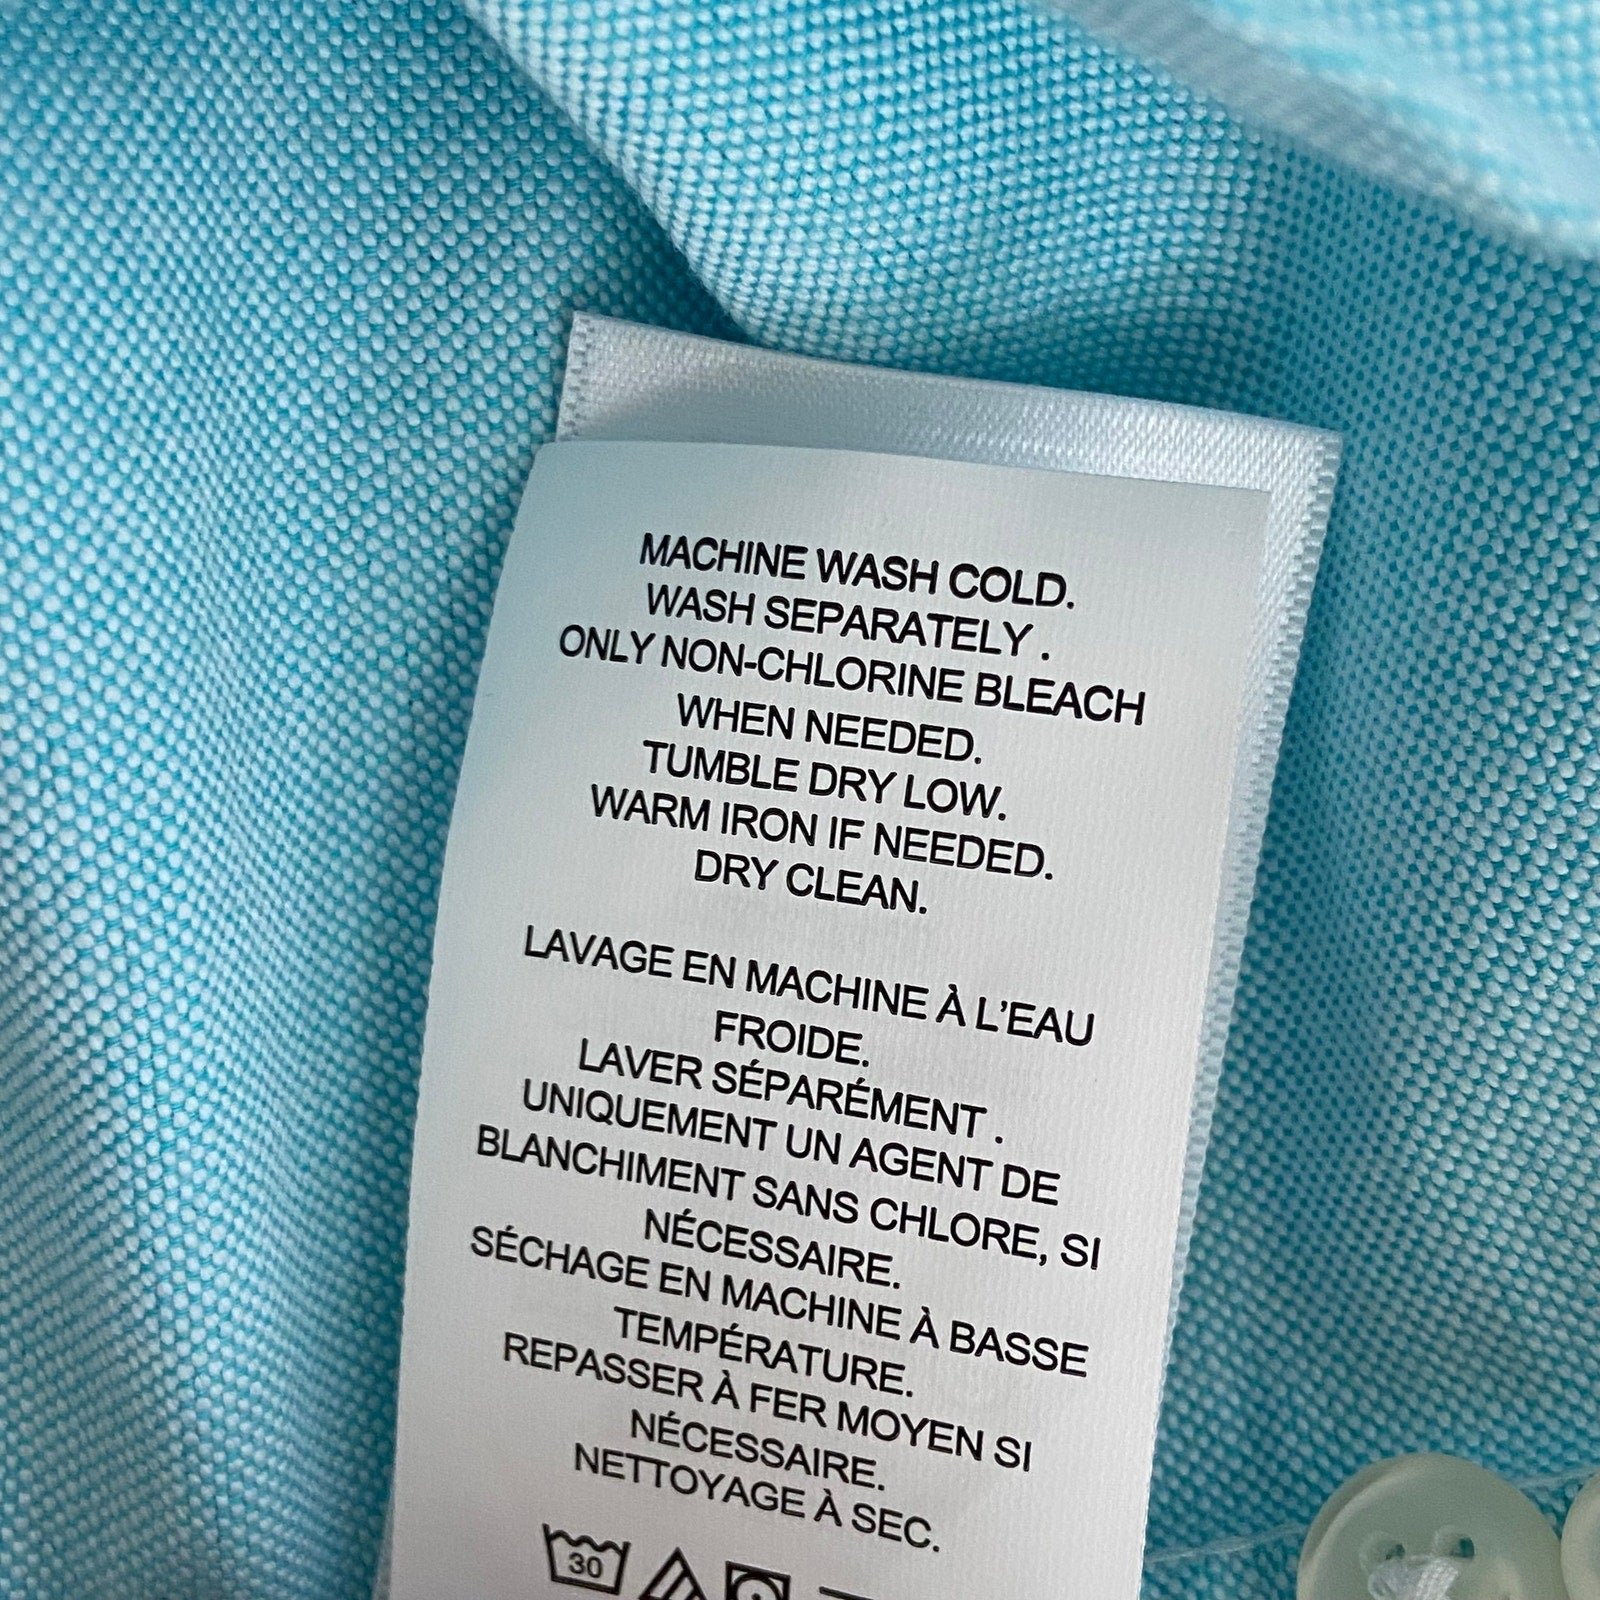 MACHINE WASH COLD.
WASH SEPARATELY .
ONLY NON-CHLORINE BLEACH
WHEN NEEDED.
TUMBLE DRY LOW.
WARM IRON IF NEEDED.
DRY CLEAN.
LAVAGE EN MACHINE À L'EAU
FROIDE.
LAVER SÉPARÉMENT .
UNIQUEMENT UN AGENT DE
BLANCHIMENT SANS CHLORE, SI
NÉCESSAIRE.
SÉCHAGE EN MACHINE À BASSE
TEMPÉRATURE.
REPASSER À FER MOYEN SI
NÉCESSAIRE.
NETTOYAGE À SEC.
30